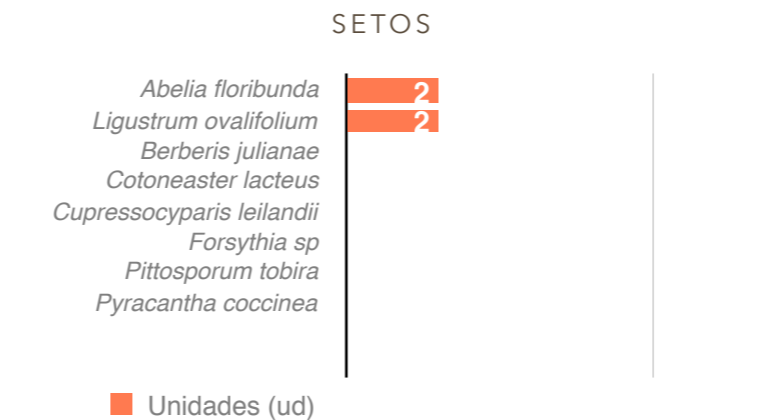 SETOS
Abelia floribunda 2
Ligustrum ovalifolium 2
Berberis julianae
Cotoneaster lacteus
Cupressocyparis leilandii
Forsythia sp
Pittosporum tobira
Pyracantha coccinea
Unidades (ud)